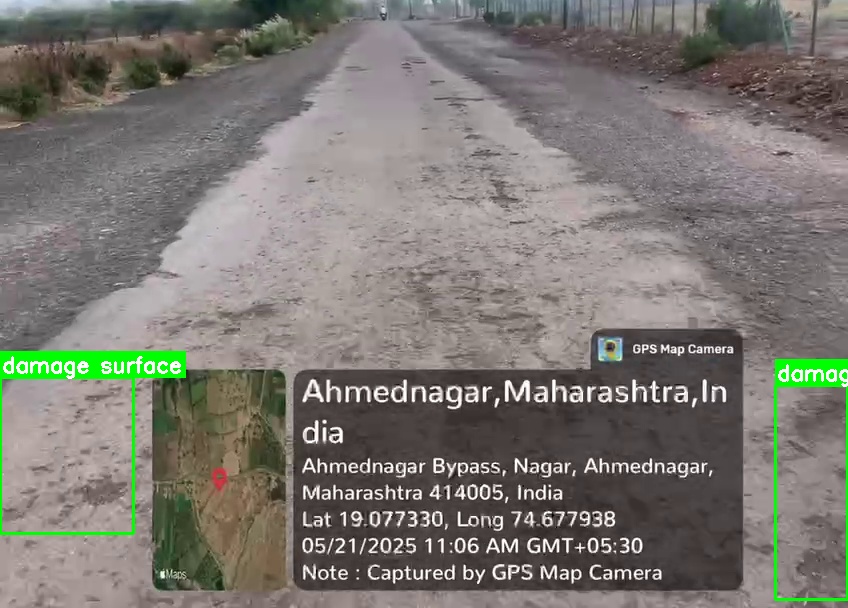 damage surface
GPS Map Camera
damag
Ahmednagar,Maharashtra,In
dia
Ahmednagar Bypass, Nagar, Ahmednagar,
Maharashtra 414005, India
Lat 19.077330, Long 74.677938
05/21/2025 11:06 AM GMT+05:30
Note : Captured by GPS Map Camera
Maps